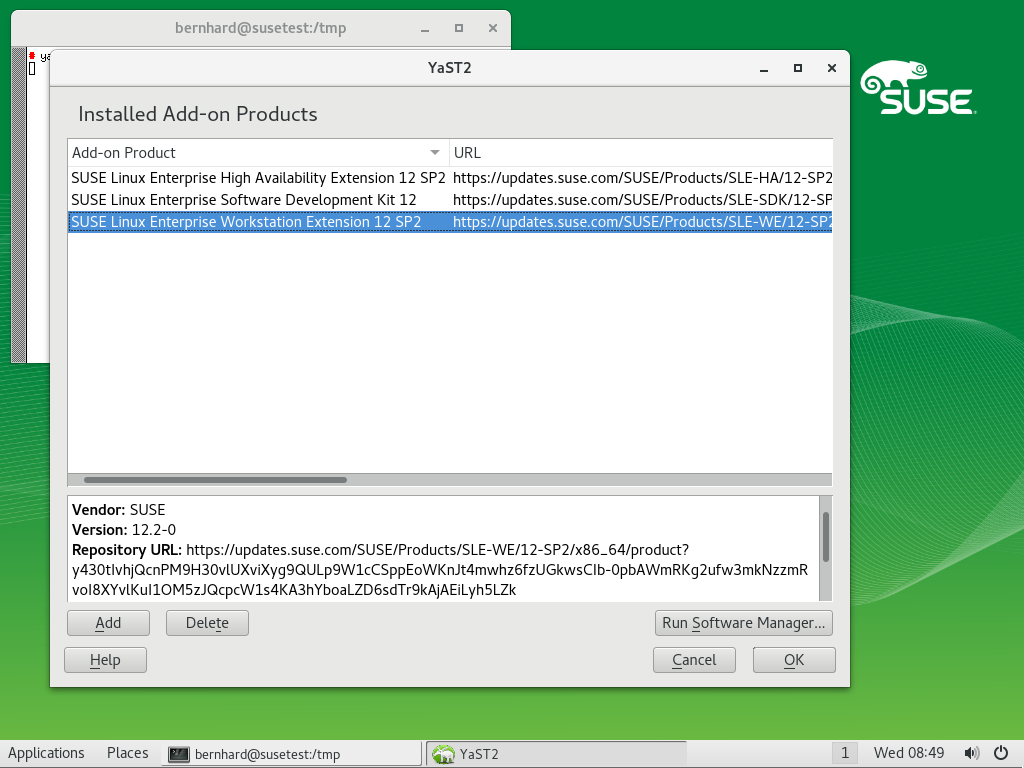 bernhard@susetest:/tmp
YaST2
Installed Add-on Products
SUSE
Add-on Product URL
SUSE Linux Enterprise High Availability Extension 12 SP2 https://updates.suse.com/SUSE/Products/SLE-HA/12-SP2
SUSE Linux Enterprise Software Development Kit 12 https://updates.suse.com/SUSE/Products/SLE-SDK/12-SP
SUSE Linux Enterprise Workstation Extension 12 SP2 https://updates.suse.com/SUSE/Products/SLE-WE/12-SP2
Vendor: SUSE
Version: 12.2-0
Repository URL: https://updates.suse.com/SUSE/Products/SLE-WE/12-SP2/x86_64/product?
y430tIvhjQcnPM9H30vlUXviXyg9QULp9W1cCSppEoWKnJt4mwhz6fzUGkwsCIb-0pbAWmRKg2ufw3mkNzzmR
voI8XYvlKuI1OM5zJQcpcW1s4KA3hYboaLZD6sdTr9kAjAEiLyh5LZk
Add Delete Run Software Manager...
Help Cancel OK
Applications Places bernhard@susetest:/tmp YaST2 1 Wed 08:49